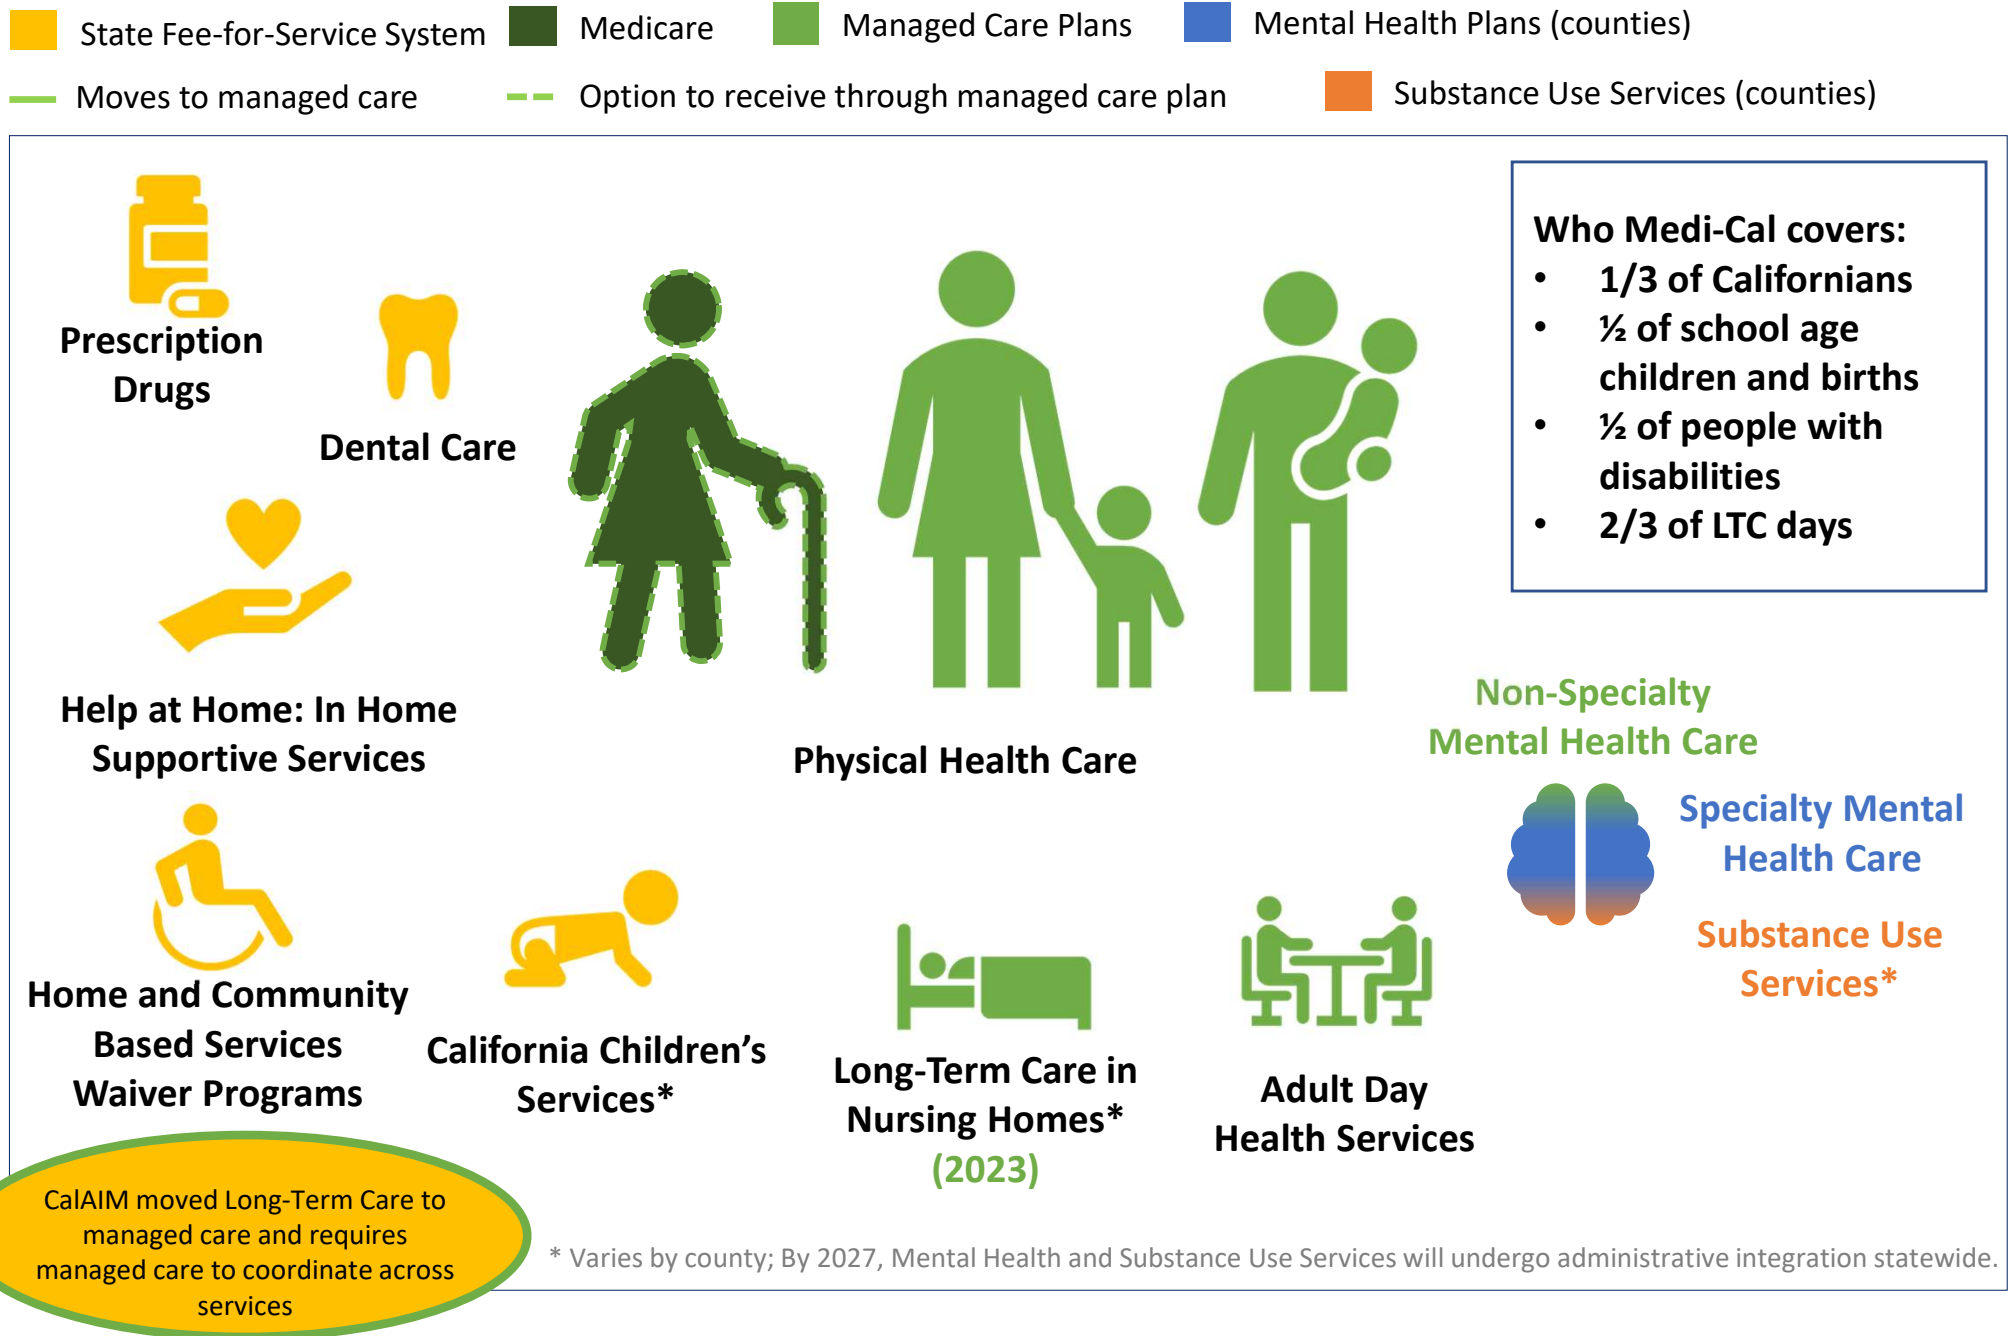 State Fee-for-Service System
Medicare
Managed Care Plans
Mental Health Plans (counties)
Moves to managed care
Option to receive through managed care plan
Substance Use Services (counties)
Prescription
Drugs
Dental Care
Who Medi-Cal covers:
• 1/3 of Californians
• ½ of school age
children and births
• ½ of people with
disabilities
• 2/3 of LTC days
Help at Home: In Home
Supportive Services
Physical Health Care
Non-Specialty
Mental Health Care
Specialty Mental
Health Care
Substance Use
Services*
Home and Community
Based Services
Waiver Programs
California Children’s
Services*
Long-Term Care in
Nursing Homes*
(2023)
Adult Day
Health Services
CalAIM moved Long-Term Care to
managed care and requires
managed care to coordinate across
services
* Varies by county; By 2027, Mental Health and Substance Use Services will undergo administrative integration statewide.